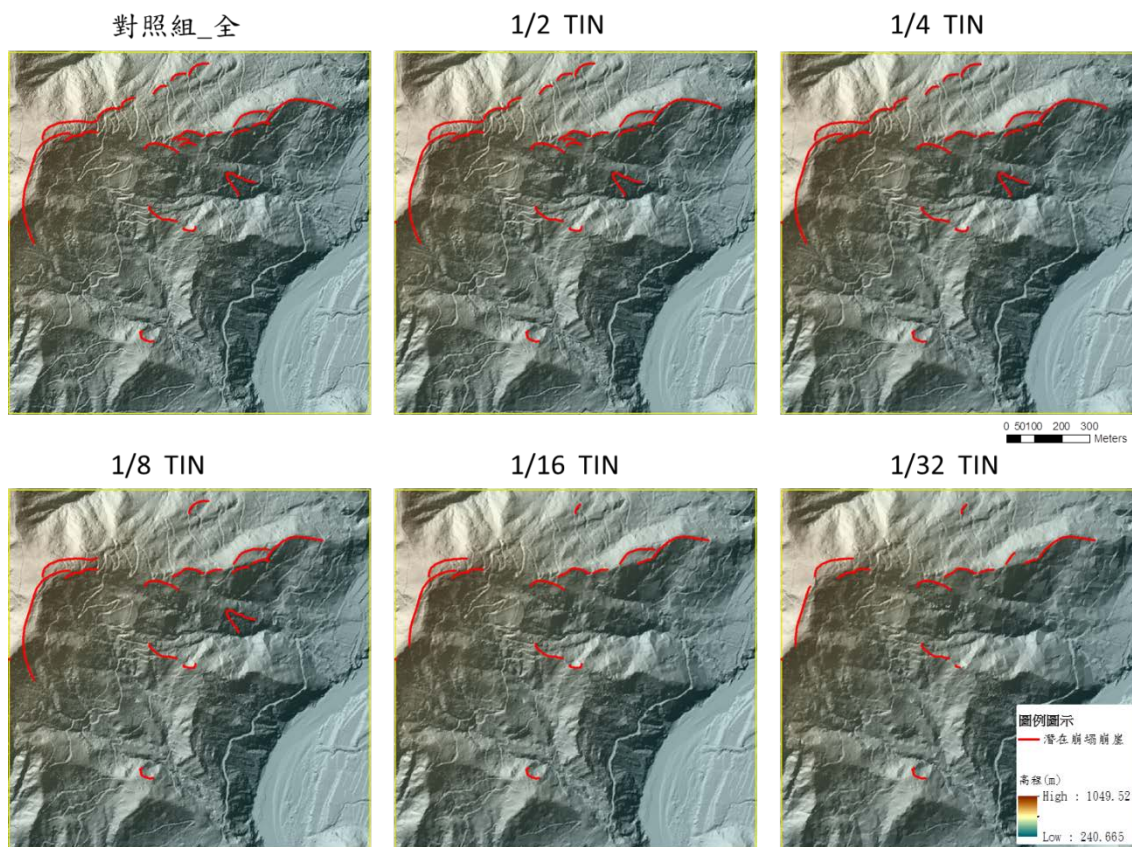 對照組_全
1/2 TIN
1/4 TIN
0 50100 200 300
Meters
1/8 TIN
1/16 TIN
1/32 TIN
圖例圖示
潛在崩塌崩崖
高程(m)
High : 1049.52
Low : 240.665